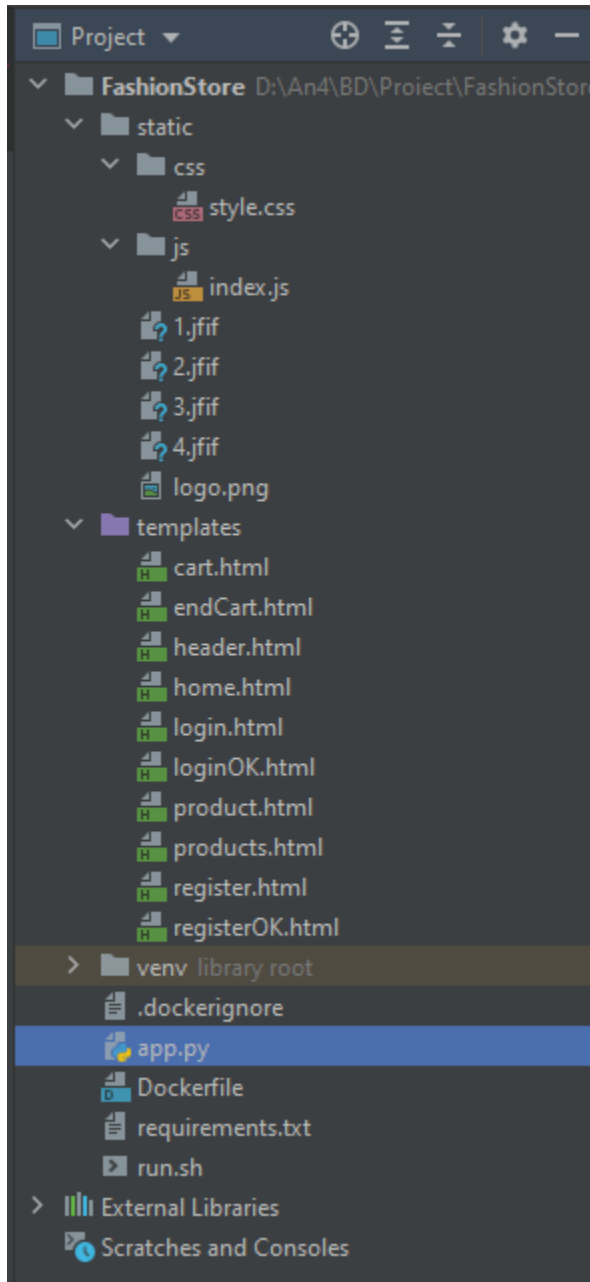 Project
FashionStore D:\An4\BD\Proiect\FashionStore
static
css
style.css
js
index.js
1.jfif
2.jfif
3.jfif
4.jfif
logo.png
templates
cart.html
endCart.html
header.html
home.html
login.html
loginOK.html
product.html
products.html
register.html
registerOK.html
venv library root
.dockerignore
app.py
Dockerfile
requirements.txt
run.sh
External Libraries
Scratches and Consoles